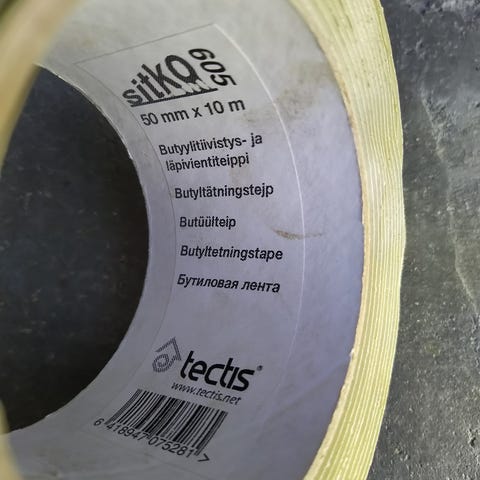 sitko 605
50 mm x 10 m
Butyylitiivistys- ja
läpivientiteippi
Butyltätningstejp
Butüülteip
Butyltetningstape
Бутиловая лента
tectis®
www.tectis.net
6 418947 075281 >